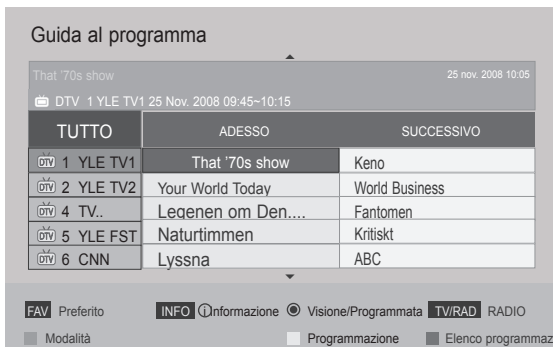 Guida al programma
That '70s show 25 nov. 2008 10:05
DTV 1 YLE TV1 25 Nov. 2008 09:45~10:15
TUTTO ADESSO SUCCESSIVO
DTV 1 YLE TV1 That '70s show Keno
DTV 2 YLE TV2 Your World Today World Business
DTV 4 TV.. Legenen om Den.... Fantomen
DTV 5 YLE FST Naturtimmen Kritiskt
DTV 6 CNN Lyssna ABC
FAV Preferito INFO Informazione Visione/Programmata TV/RAD RADIO
Modalità Programmazione Elenco programmaz